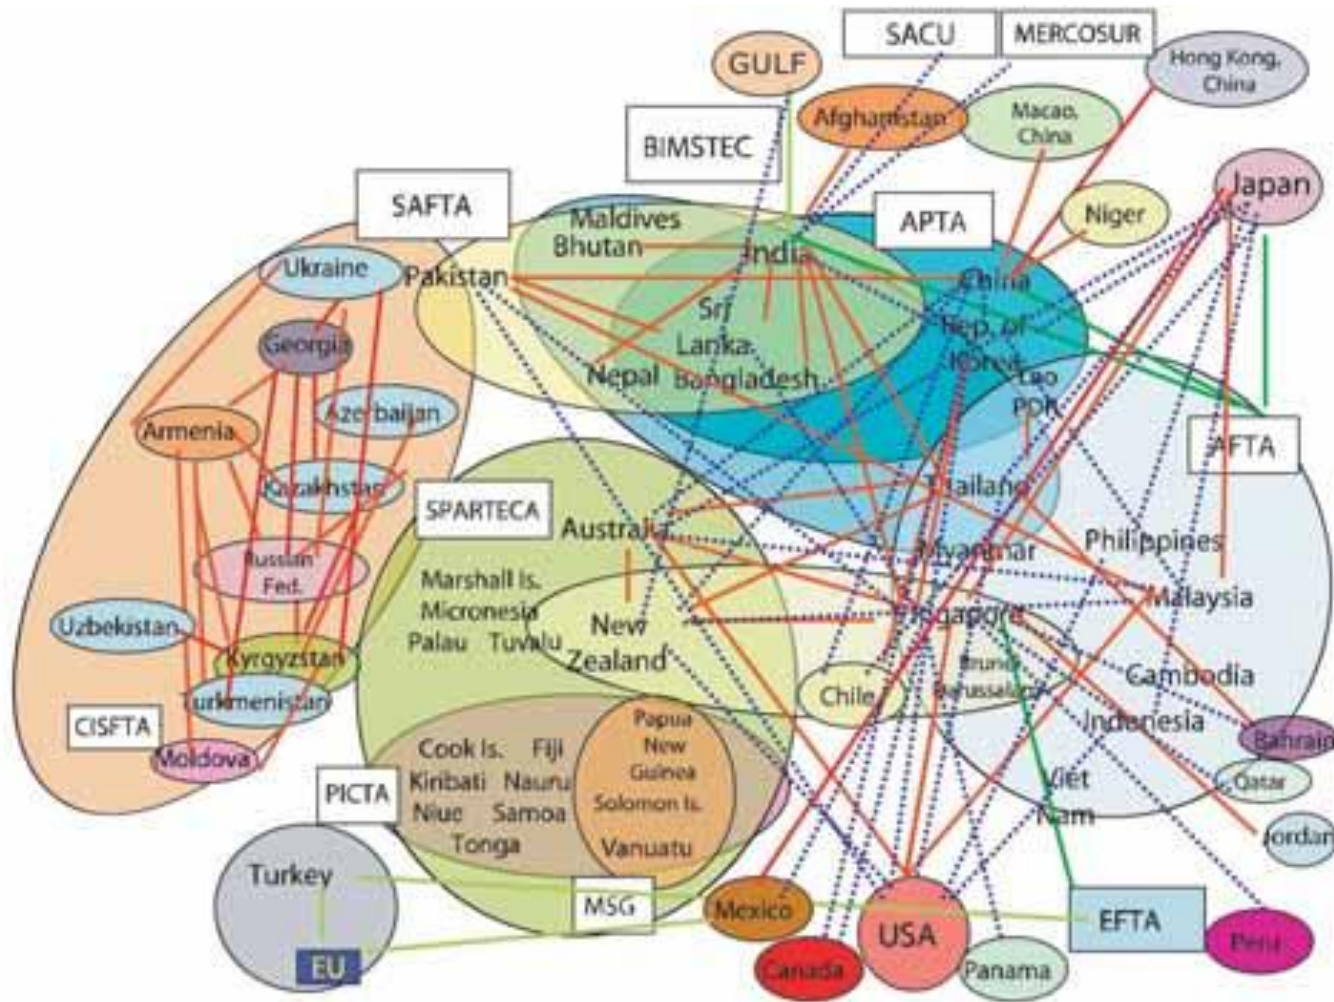 SACU
MERCOSUR
GULF
Hong Kong,
China
Afghanistan
Macao,
China
BIMSTEC
Japan
SAFTA
Maldives
APTA
Niger
Bhutan
India
Ukraine
Pakistan
China
Sri
Lanka
Rep. of
Korea
Georgia
Nepal
Bangladesh
Lao
PDR
Azerbaijan
Armenia
AFTA
Kazakhstan
Thailand
SPARTECA
Australia
Philippines
Myanmar
Russian
Fed.
Marshall Is.
Micronesia
Palau Tuvalu
Malaysia
Singapore
Uzbekistan
New
Zealand
Kyrgyzstan
Brunei
Darussalam
Cambodia
Turkmenistan
Chile
Indonesia
CISFTA
Papua
New
Guinea
Solomon Is.
Vanuatu
Bahrain
Moldova
Cook Is. Fiji
Kiribati Nauru
Niue Samoa
Tonga
PICTA
Qatar
Viet
Nam
Jordan
Turkey
MSG
Mexico
USA
EFTA
Peru
EU
Canada
Panama